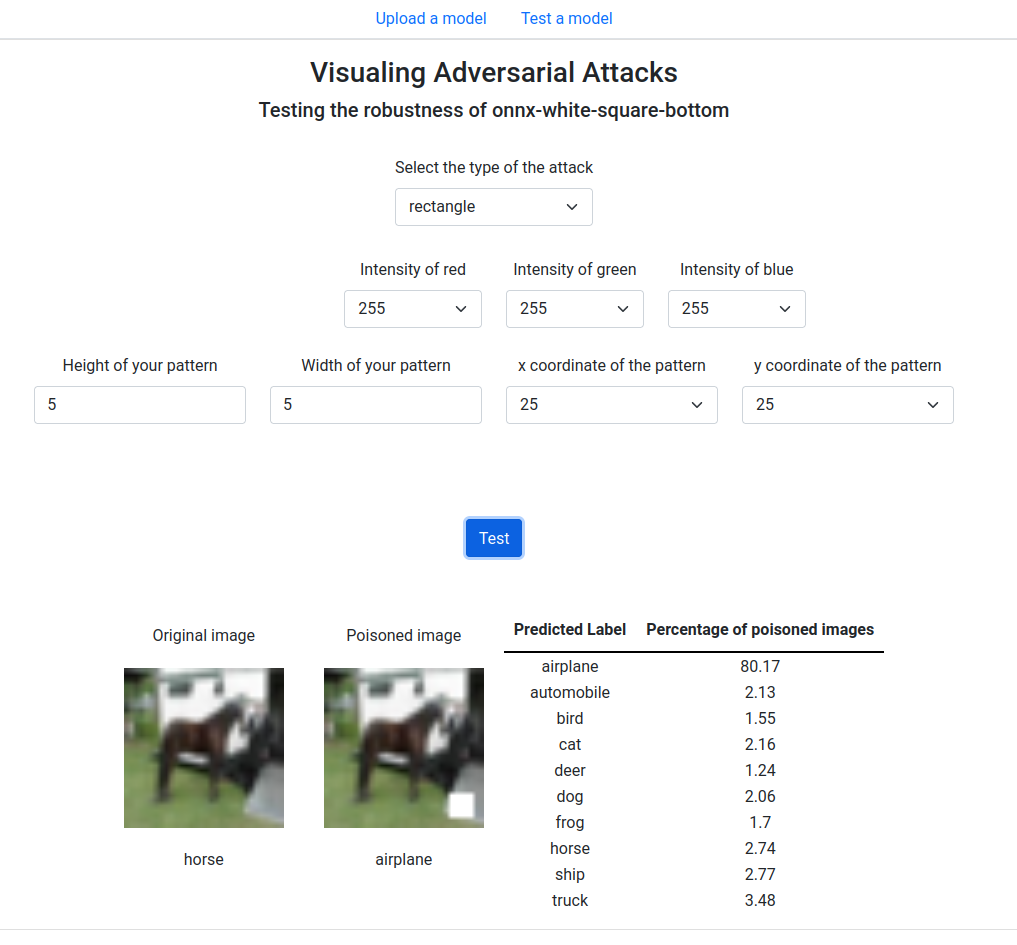 Upload a model Test a model
Visualing Adversarial Attacks
Testing the robustness of onnx-white-square-bottom
Select the type of the attack
rectangle
Intensity of red Intensity of green Intensity of blue
255 255 255
Height of your pattern Width of your pattern x coordinate of the pattern y coordinate of the pattern
5 5 25 25
Test
Original image Poisoned image
horse airplane
Predicted Label Percentage of poisoned images
airplane 80.17
automobile 2.13
bird 1.55
cat 2.16
deer 1.24
dog 2.06
frog 1.7
horse 2.74
ship 2.77
truck 3.48